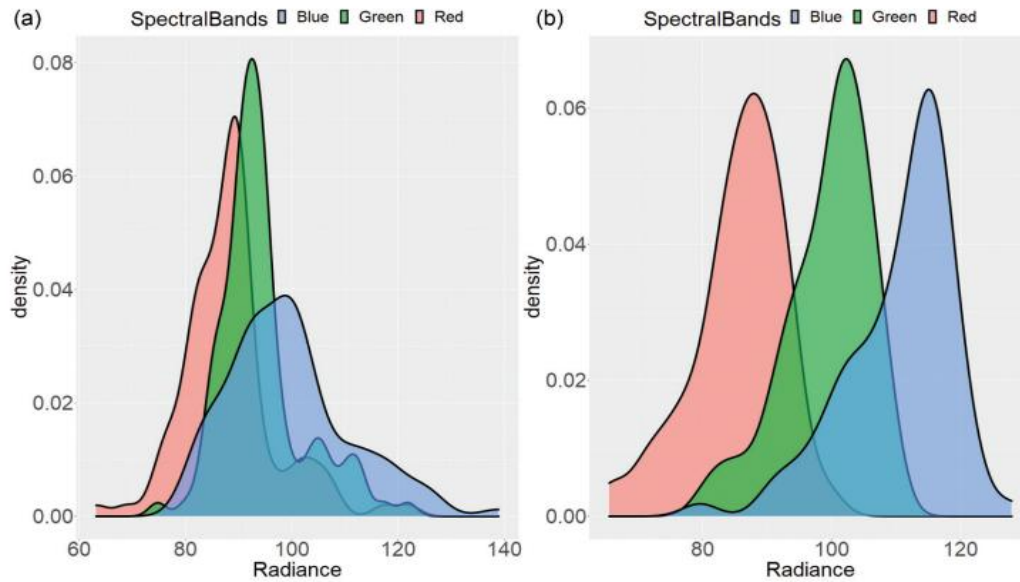 (a) SpectralBands Blue Green Red
0.08
0.06
0.04
0.02
0.00
density
60 80 100 120 140
Radiance
(b) SpectralBands Blue Green Red
0.06
0.04
0.02
0.00
density
80 100 120
Radiance